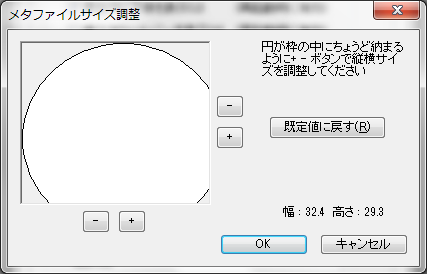 メタファイルサイズ調整
円が枠の中にちょうど納まる
ように+ - ボタンで縦横サイ
ズを調整してください
-
+
既定値に戻す(R)
幅 : 32.4 高さ : 29.3
- +
OK キャンセル